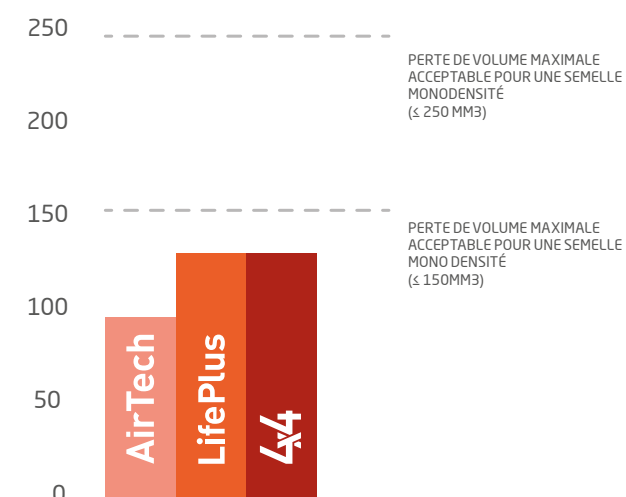 250
PERTE DE VOLUME MAXIMALE
ACCEPTABLE POUR UNE SEMELLE
MONODENSITÉ
(≤ 250 MM3)
200
150
PERTE DE VOLUME MAXIMALE
ACCEPTABLE POUR UNE SEMELLE
MONO DENSITÉ
(≤ 150MM3)
100
50
0
AirTech
LifePlus
4x4